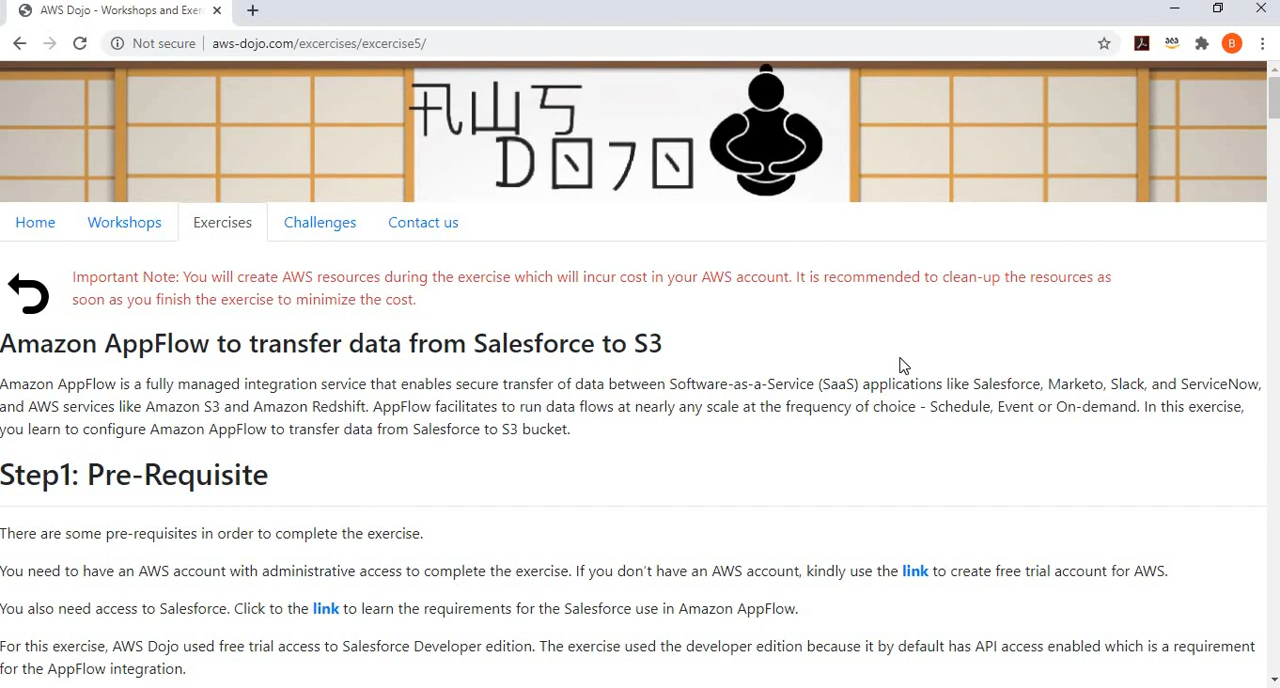 AWS Dojo - Workshops and Exer
Not secure
aws-dojo.com/excercises/excercise5/
B
AWS
DOJO
Home
Workshops
Exercises
Challenges
Contact us
Important Note: You will create AWS resources during the exercise which will incur cost in your AWS account. It is recommended to clean-up the resources as
soon as you finish the exercise to minimize the cost.
Amazon AppFlow to transfer data from Salesforce to S3
Amazon AppFlow is a fully managed integration service that enables secure transfer of data between Software-as-a-Service (SaaS) applications like Salesforce, Marketo, Slack, and ServiceNow,
and AWS services like Amazon S3 and Amazon Redshift. AppFlow facilitates to run data flows at nearly any scale at the frequency of choice - Schedule, Event or On-demand. In this exercise,
you learn to configure Amazon AppFlow to transfer data from Salesforce to S3 bucket.
Step1: Pre-Requisite
There are some pre-requisites in order to complete the exercise.
You need to have an AWS account with administrative access to complete the exercise. If you don't have an AWS account, kindly use the link to create free trial account for AWS.
You also need access to Salesforce. Click to the link to learn the requirements for the Salesforce use in Amazon AppFlow.
For this exercise, AWS Dojo used free trial access to Salesforce Developer edition. The exercise used the developer edition because it by default has API access enabled which is a requirement
for the AppFlow integration.